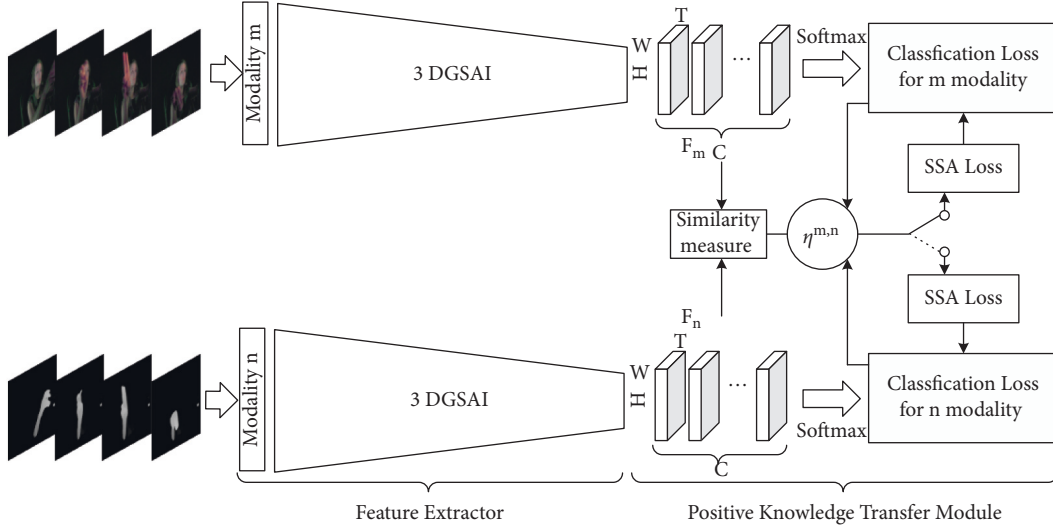 Modality m
3 DGSAI
W
H
T
...
F_m
C
Softmax
Classfication Loss
for m modality
SSA Loss
Similarity
measure
η^{m,n}
SSA Loss
F_n
Modality n
3 DGSAI
W
H
T
...
C
Softmax
Classfication Loss
for n modality
Feature Extractor
Positive Knowledge Transfer Module